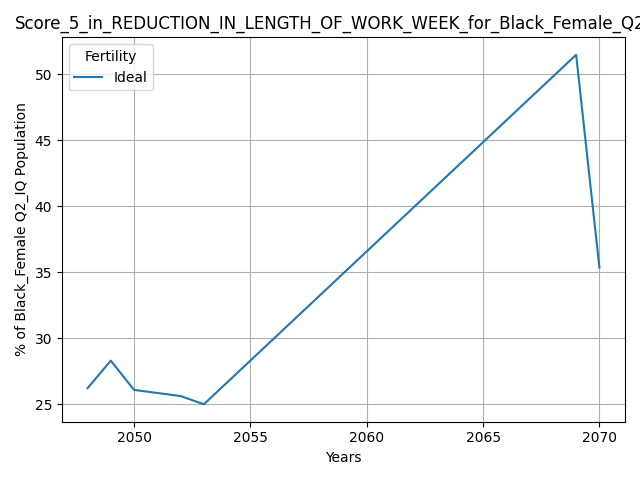 Score_5_in_REDUCTION_IN_LENGTH_OF_WORK_WEEK_for_Black_Female_Q2
Fertility
Ideal
50
45
40
35
30
25
% of Black_Female Q2_IQ Population
2050 2055 2060 2065 2070
Years